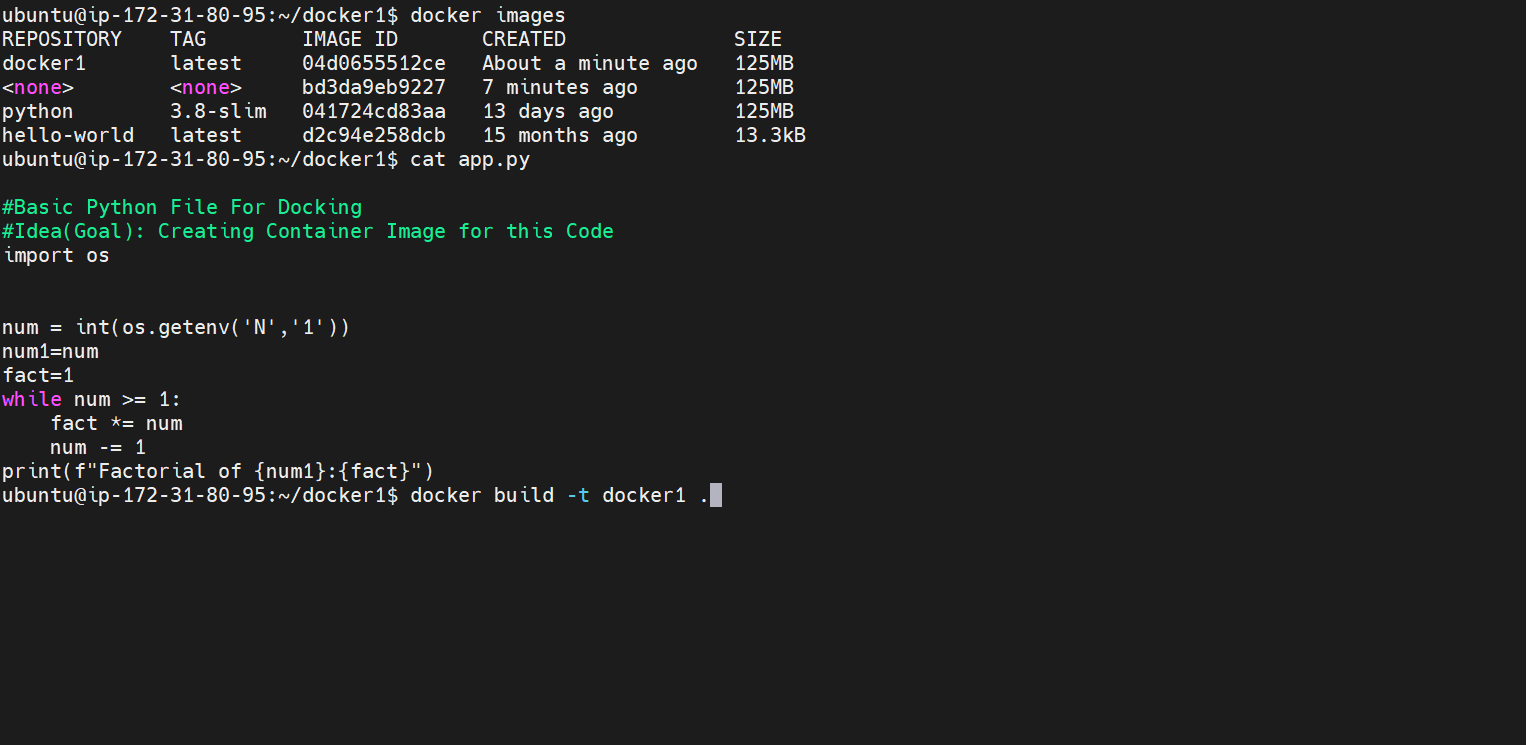 ubuntu@ip-172-31-80-95:~/docker1$ docker images
REPOSITORY    TAG        IMAGE ID       CREATED              SIZE
docker1       latest     04d0655512ce   About a minute ago   125MB
<none>        <none>     bd3da9eb9227   7 minutes ago        125MB
python        3.8-slim   041724cd83aa   13 days ago          125MB
hello-world   latest     d2c94e258dcb   15 months ago        13.3kB
ubuntu@ip-172-31-80-95:~/docker1$ cat app.py
#Basic Python File For Docking
#Idea(Goal): Creating Container Image for this Code
import os
num = int(os.getenv('N','1'))
num1=num
fact=1
while num >= 1:
    fact *= num
    num -= 1
print(f"Factorial of {num1}:{fact}")
ubuntu@ip-172-31-80-95:~/docker1$ docker build -t docker1 .